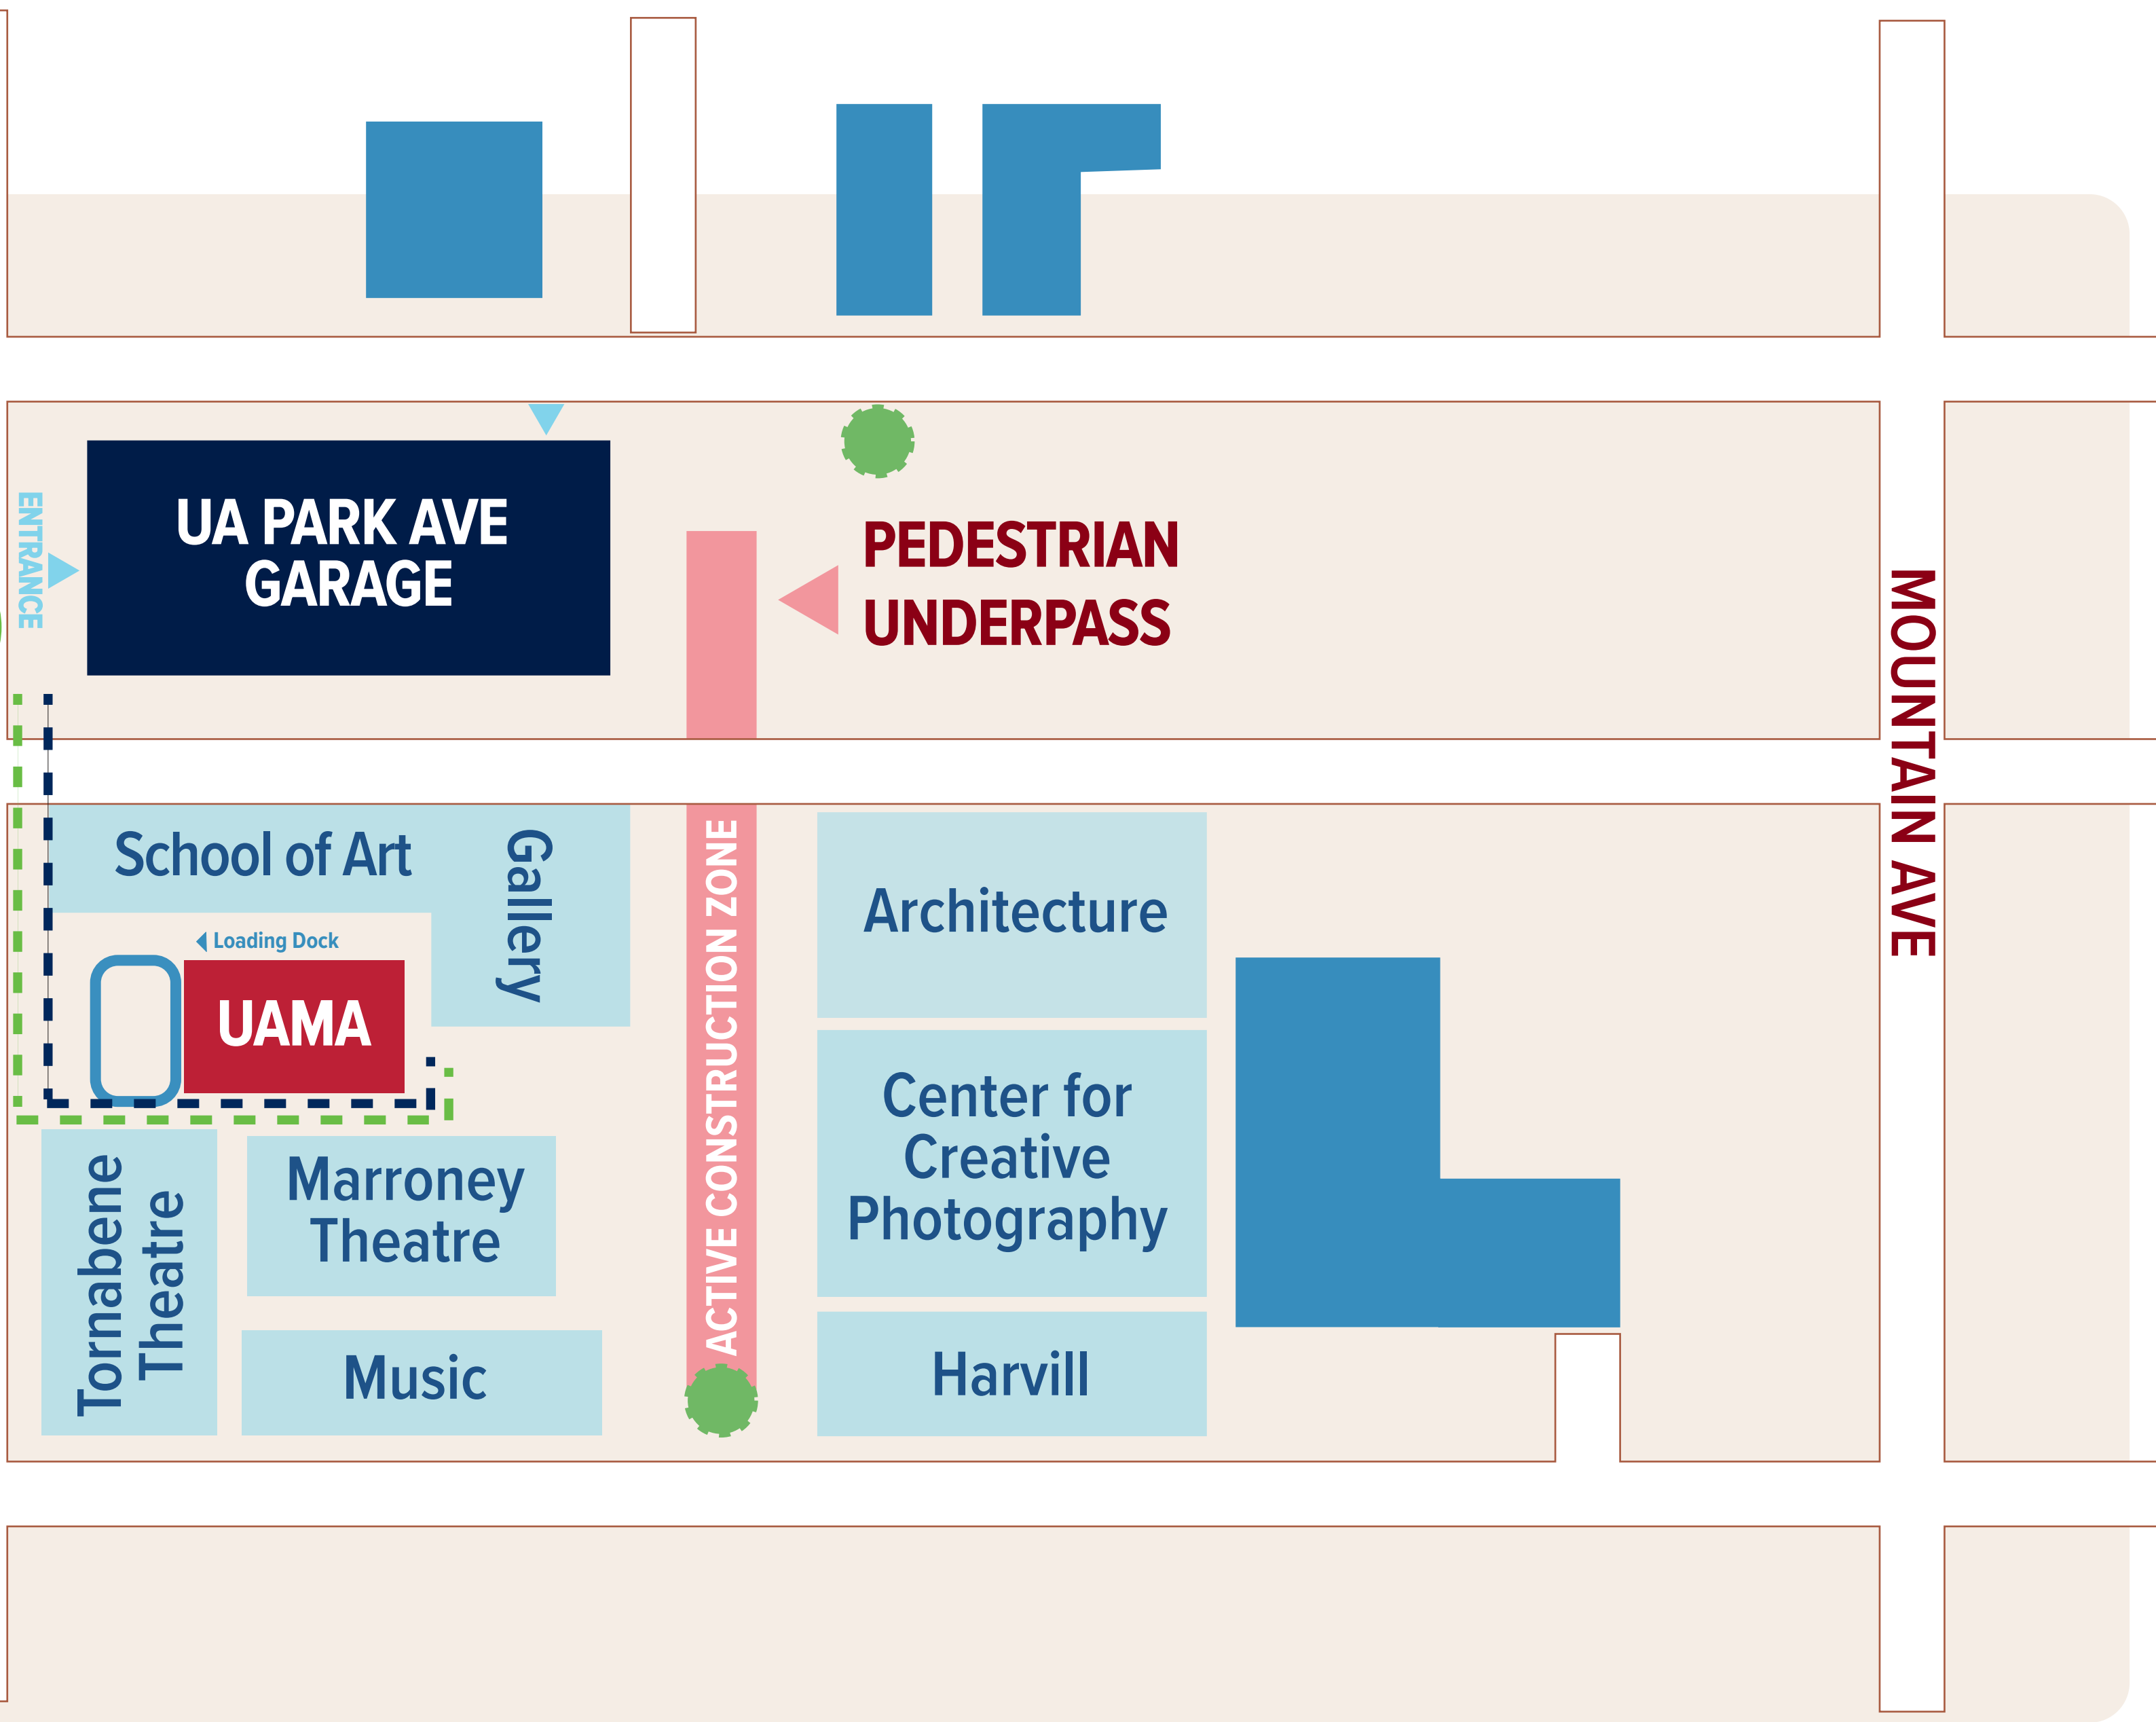 UA PARK AVE
GARAGE
ENTRANCE
PEDESTRIAN
UNDERPASS
MOUNTAIN AVE
School of Art
Gallery
Loading Dock
UAMA
ACTIVE CONSTRUCTION ZONE
Architecture
Center for
Creative
Photography
Tornabene
Theatre
Marroney
Theatre
Music
Harvill